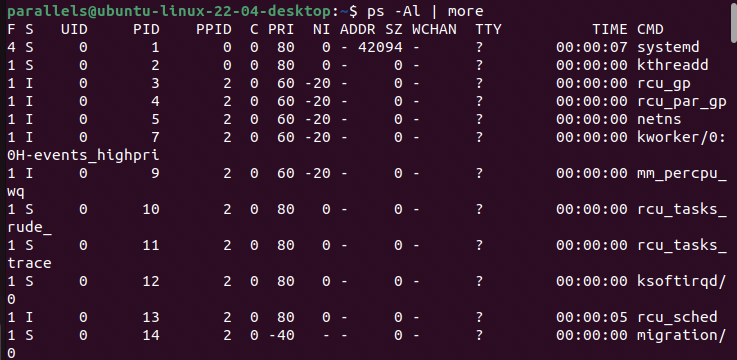 parallels@ubuntu-linux-22-04-desktop:~$ ps -Al | more
F S   UID     PID    PPID  C PRI  NI ADDR SZ WCHAN  TTY          TIME CMD
4 S     0       1       0  0  80   0 - 42094 -      ?        00:00:07 systemd
1 S     0       2       0  0  80   0 -     0 -      ?        00:00:00 kthreadd
1 I     0       3       2  0  60 -20 -     0 -      ?        00:00:00 rcu_gp
1 I     0       4       2  0  60 -20 -     0 -      ?        00:00:00 rcu_par_gp
1 I     0       5       2  0  60 -20 -     0 -      ?        00:00:00 netns
1 I     0       7       2  0  60 -20 -     0 -      ?        00:00:00 kworker/0:
0H-events_highpri
1 I     0       9       2  0  60 -20 -     0 -      ?        00:00:00 mm_percpu_
wq
1 S     0      10       2  0  80   0 -     0 -      ?        00:00:00 rcu_tasks_
rude_
1 S     0      11       2  0  80   0 -     0 -      ?        00:00:00 rcu_tasks_
trace
1 S     0      12       2  0  80   0 -     0 -      ?        00:00:00 ksoftirqd/
0
1 I     0      13       2  0  80   0 -     0 -      ?        00:00:05 rcu_sched
1 S     0      14       2  0 -40   - -     0 -      ?        00:00:00 migration/
0